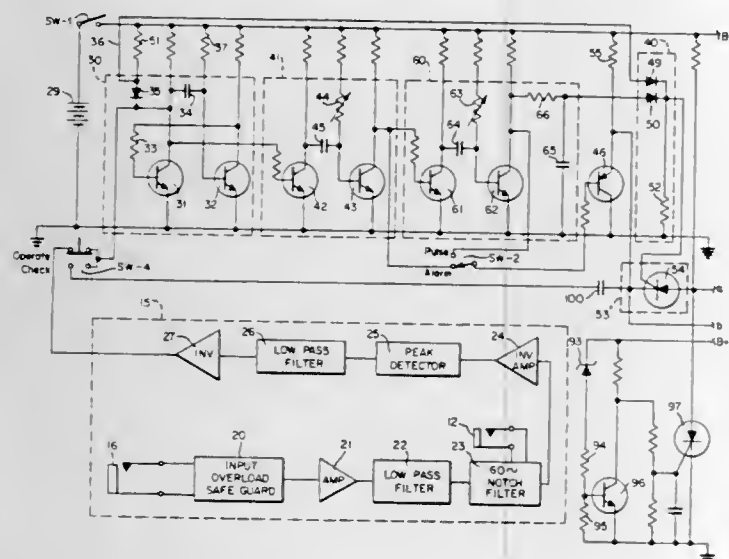 SW-1
36
51
37
30
35
34
33
31
32
29
41
44
45
42
43
60
63
64
61
62
66
65
55
46
40
49
50
52
B+
Operate
Check
SW-4
Pulse
Alarm
SW-2
100
53
54
a
b
B+
15
27
INV
26
LOW PASS
FILTER
25
PEAK
DETECTOR
24
INV
AMP
16
20
INPUT
OVERLOAD
SAFE GUARD
21
AMP
22
LOW PASS
FILTER
12
23
60~
NOTCH
FILTER
93
94
95
96
97